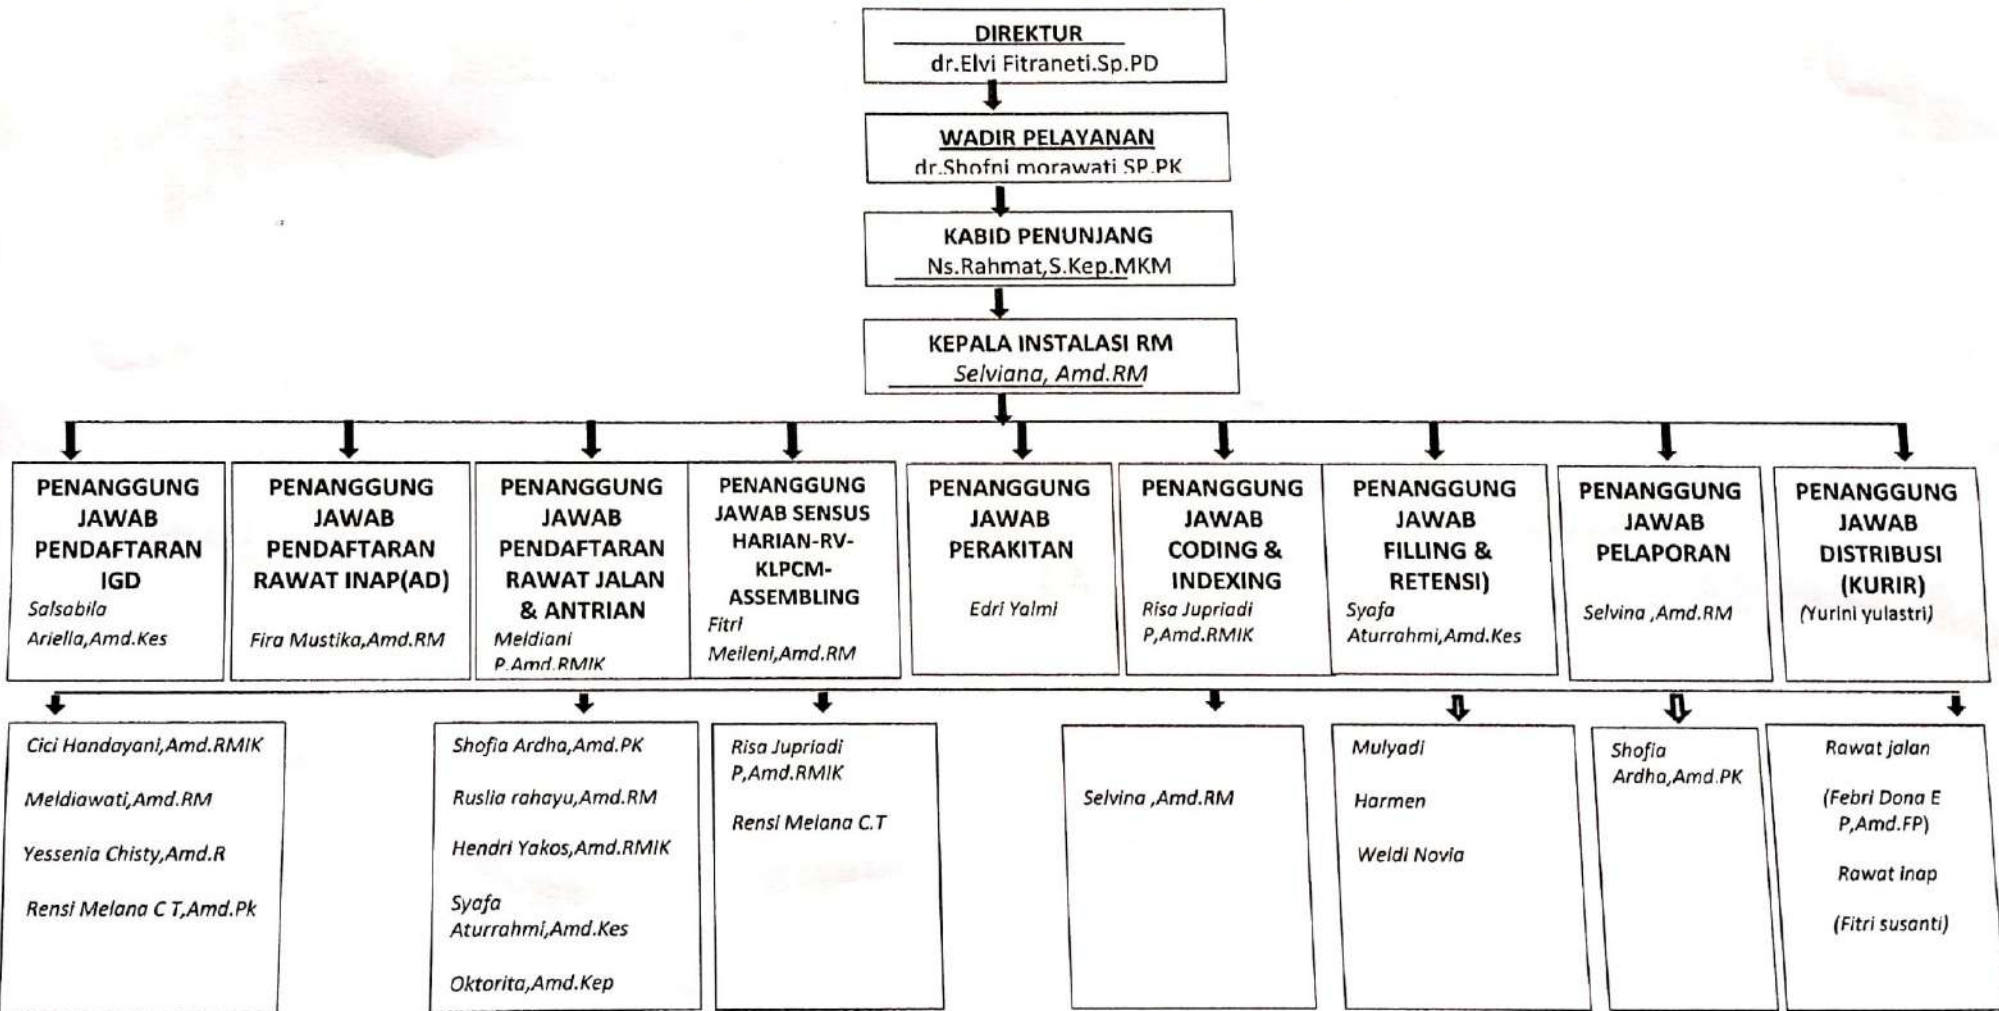 DIREKTUR
dr.Elvi Fitraneti.Sp.PD
WADIR PELAYANAN
dr.Shofni morawati SP.PK
KABID PENUNJANG
Ns.Rahmat,S.Kep.MKM
KEPALA INSTALASI RM
Selviana, Amd.RM
PENANGGUNG
JAWAB
PENDAFTARAN
IGD
Salsabila
Ariella,Amd.Kes
PENANGGUNG
JAWAB
PENDAFTARAN
RAWAT INAP(AD)
Fira Mustika,Amd.RM
PENANGGUNG
JAWAB
PENDAFTARAN
RAWAT JALAN
& ANTRIAN
Meldiani
P.Amd.RMIK
PENANGGUNG
JAWAB SENSUS
HARIAN-RV-
KLPCM-
ASSEMBLING
Fitri
Meileni,Amd.RM
PENANGGUNG
JAWAB
PERAKITAN
Edri Yalmi
PENANGGUNG
JAWAB
CODING &
INDEXING
Risa Jupriadi
P,Amd.RMIK
PENANGGUNG
JAWAB
FILLING &
RETENSI)
Syafa
Aturrahmi,Amd.Kes
PENANGGUNG
JAWAB
PELAPORAN
Selvina ,Amd.RM
PENANGGUNG
JAWAB
DISTRIBUSI
(KURIR)
(Yurini yulastri)
Cici Handayani,Amd.RMIK
Meldiawati,Amd.RM
Yessenia Chisty,Amd.R
Rensi Melana C T,Amd.Pk
Shofia Ardha,Amd.PK
Ruslia rahayu,Amd.RM
Hendri Yakos,Amd.RMIK
Syafa
Aturrahmi,Amd.Kes
Oktorita,Amd.Kep
Risa Jupriadi
P,Amd.RMIK
Rensi Melana C.T
Selvina ,Amd.RM
Mulyadi
Harmen
Weldi Novia
Shofia
Ardha,Amd.PK
Rawat jalan
(Febri Dona E
P,Amd.FP)
Rawat inap
(Fitri susanti)